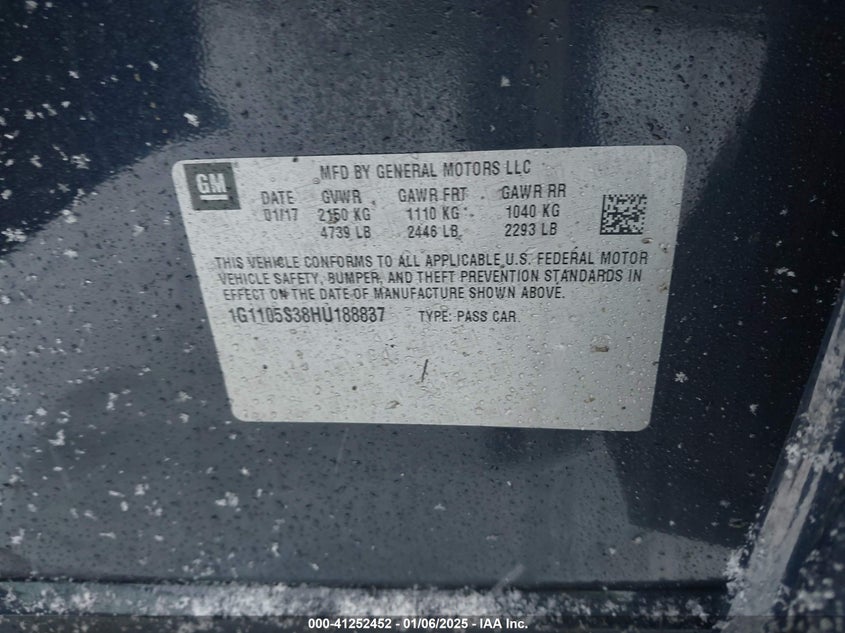 GM
MFD BY GENERAL MOTORS LLC
DATE GVWR GAWR FRT GAWR RR
01/17 2150 KG 1110 KG 1040 KG
4739 LB 2446 LB 2293 LB
THIS VEHICLE CONFORMS TO ALL APPLICABLE U.S. FEDERAL MOTOR
VEHICLE SAFETY, BUMPER, AND THEFT PREVENTION STANDARDS IN
EFFECT ON THE DATE OF MANUFACTURE SHOWN ABOVE.
1G1105S38HU188837 TYPE: PASS CAR
000-41252452 - 01/06/2025 - IAA Inc.